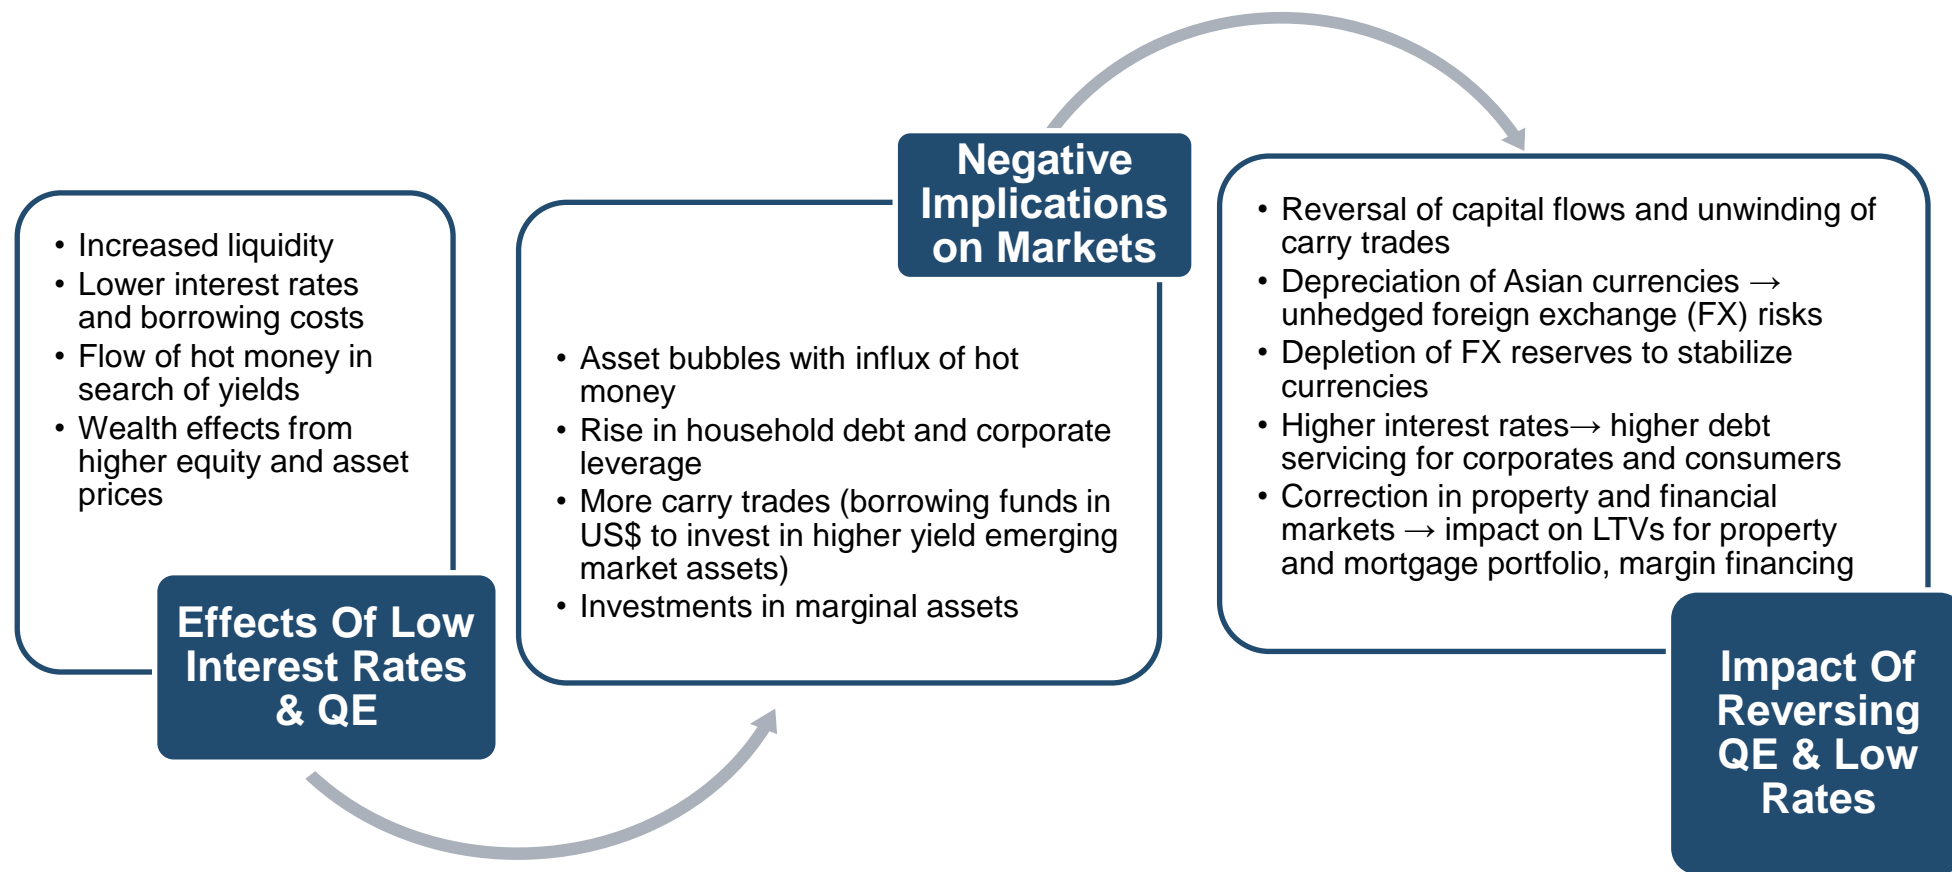 • Increased liquidity
• Lower interest rates
and borrowing costs
• Flow of hot money in
search of yields
• Wealth effects from
higher equity and asset
prices
Effects Of Low
Interest Rates
& QE
Negative
Implications
on Markets
• Asset bubbles with influx of hot
money
• Rise in household debt and corporate
leverage
• More carry trades (borrowing funds in
US$ to invest in higher yield emerging
market assets)
• Investments in marginal assets
• Reversal of capital flows and unwinding of
carry trades
• Depreciation of Asian currencies →
unhedged foreign exchange (FX) risks
• Depletion of FX reserves to stabilize
currencies
• Higher interest rates→ higher debt
servicing for corporates and consumers
• Correction in property and financial
markets → impact on LTVs for property
and mortgage portfolio, margin financing
Impact Of
Reversing
QE & Low
Rates